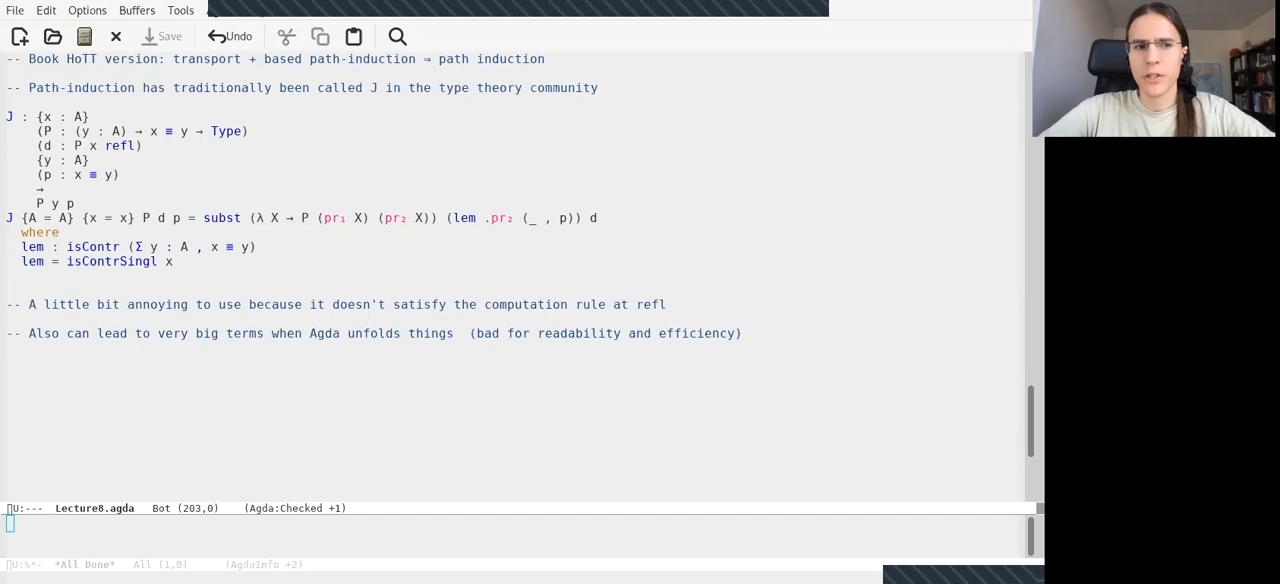 File Edit Options Buffers Tools
Save Undo
-- Book HoTT version: transport + based path-induction ⇒ path induction
-- Path-induction has traditionally been called J in the type theory community
J : {x : A}
(P : (y : A) → x ≡ y → Type)
(d : P x refl)
{y : A}
(p : x ≡ y)
→
P y p
J {A = A} {x = x} P d p = subst (λ X → P (pr₁ X) (pr₂ X)) (lem .pr₂ (_ , p)) d
where
lem : isContr (Σ y : A , x ≡ y)
lem = isContrSingl x
-- A little bit annoying to use because it doesn't satisfy the computation rule at refl
-- Also can lead to very big terms when Agda unfolds things (bad for readability and efficiency)
U:--- Lecture8.agda Bot (203,0) (Agda:Checked +1)
U:%*- *All Done* All (1,0) (AgdaInfo +2)